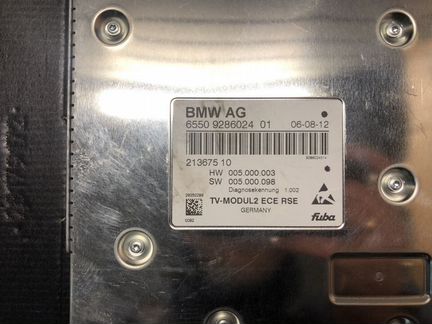 BMW AG
6550 9286024 01 06-08-12
213675 10
HW 005.000.003
SW 005.000.098
Diagnosekennung 1.002
TV-MODUL2 ECE RSE
GERMANY
fuba